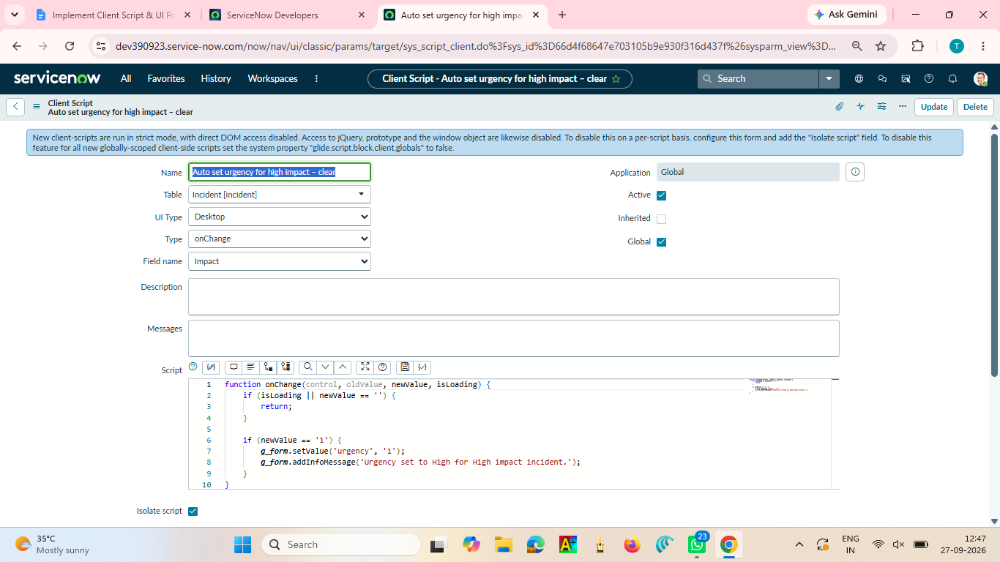 Implement Client Script & UI Po
ServiceNow Developers
Auto set urgency for high impa
Ask Gemini
dev390923.service-now.com/now/nav/ui/classic/params/target/sys_script_client.do%3Fsys_id%3D66d4f68647e703105b9e930f316d437f%26sysparm_view%3D...
T
servicenow
All
Favorites
History
Workspaces
Client Script - Auto set urgency for high impact – clear
Search
Client Script
Auto set urgency for high impact – clear
Update
Delete
New client-scripts are run in strict mode, with direct DOM access disabled. Access to jQuery, prototype and the window object are likewise disabled. To disable this on a per-script basis, configure this form and add the "Isolate script" field. To disable this
feature for all new globally-scoped client-side scripts set the system property "glide.script.block.client.globals" to false.
Name Auto set urgency for high impact – clear
Application Global
Table Incident [incident]
Active
UI Type Desktop
Inherited
Type onChange
Global
Field name Impact
Description
Messages
Script
1 function onChange(control, oldValue, newValue, isLoading) {
2 if (isLoading || newValue == '') {
3 return;
4 }
5
6 if (newValue == '1') {
7 g_form.setValue('urgency', '1');
8 g_form.addInfoMessage('Urgency set to High for High impact incident.');
9 }
10 }
Isolate script
35°C
Mostly sunny
Search
23
ENG
IN
12:47
27-09-2026